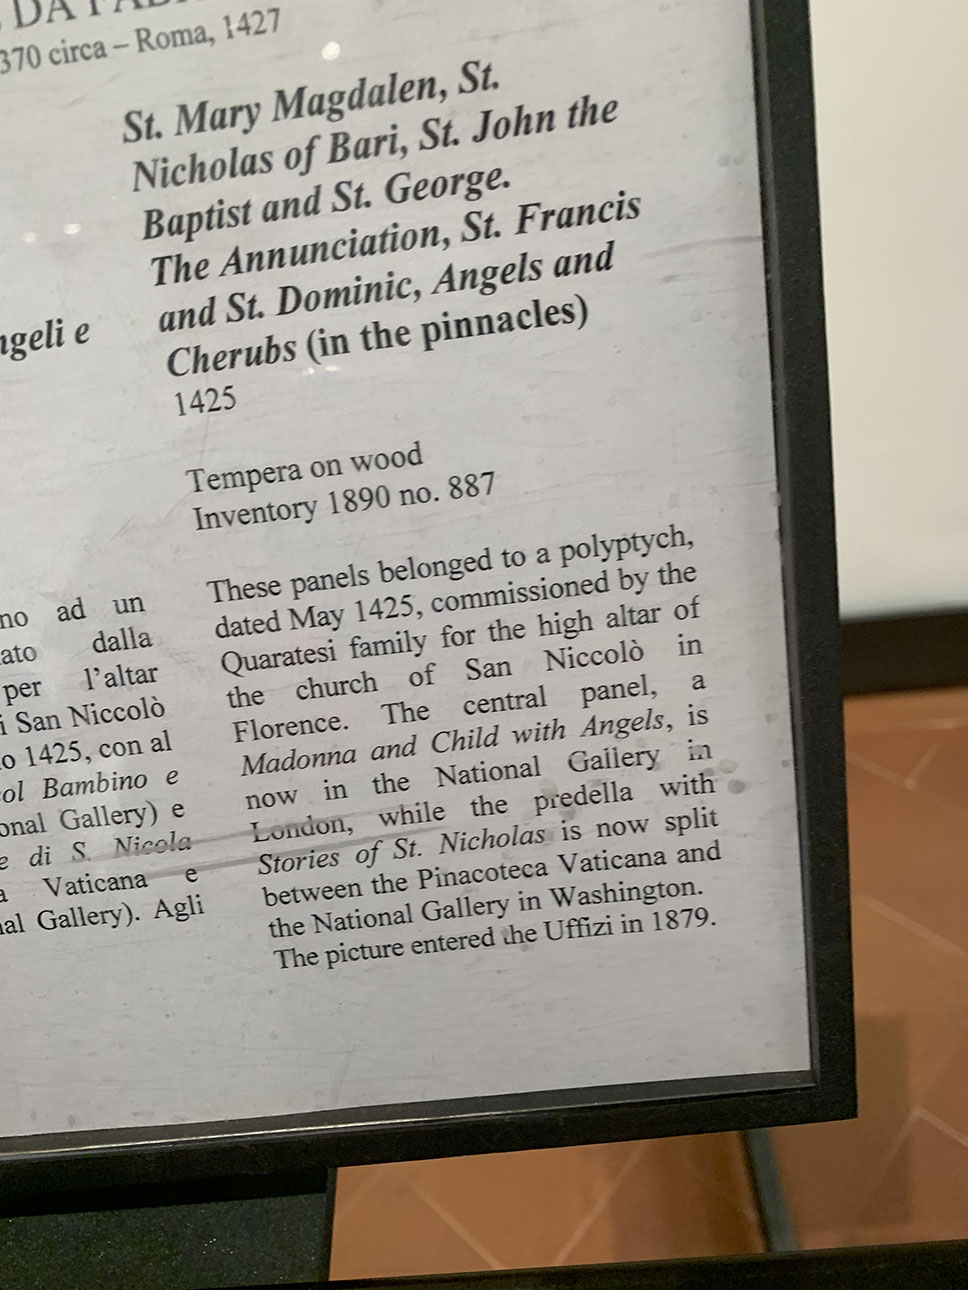 DA
370 circa – Roma, 1427
St. Mary Magdalen, St.
Nicholas of Bari, St. John the
Baptist and St. George.
The Annunciation, St. Francis
and St. Dominic, Angels and
Cherubs (in the pinnacles)
1425
Tempera on wood
Inventory 1890 no. 887
These panels belonged to a polyptych,
dated May 1425, commissioned by the
Quaratesi family for the high altar of
the church of San Niccolò in
Florence. The central panel, a
Madonna and Child with Angels, is
now in the National Gallery in
London, while the predella with
Stories of St. Nicholas is now split
between the Pinacoteca Vaticana and
the National Gallery in Washington.
The picture entered the Uffizi in 1879.
ngeli e
no ad un
ato dalla
per l'altar
i San Niccolò
o 1425, con al
col Bambino e
onal Gallery) e
e di S. Nicola
a Vaticana e
nal Gallery). Agli